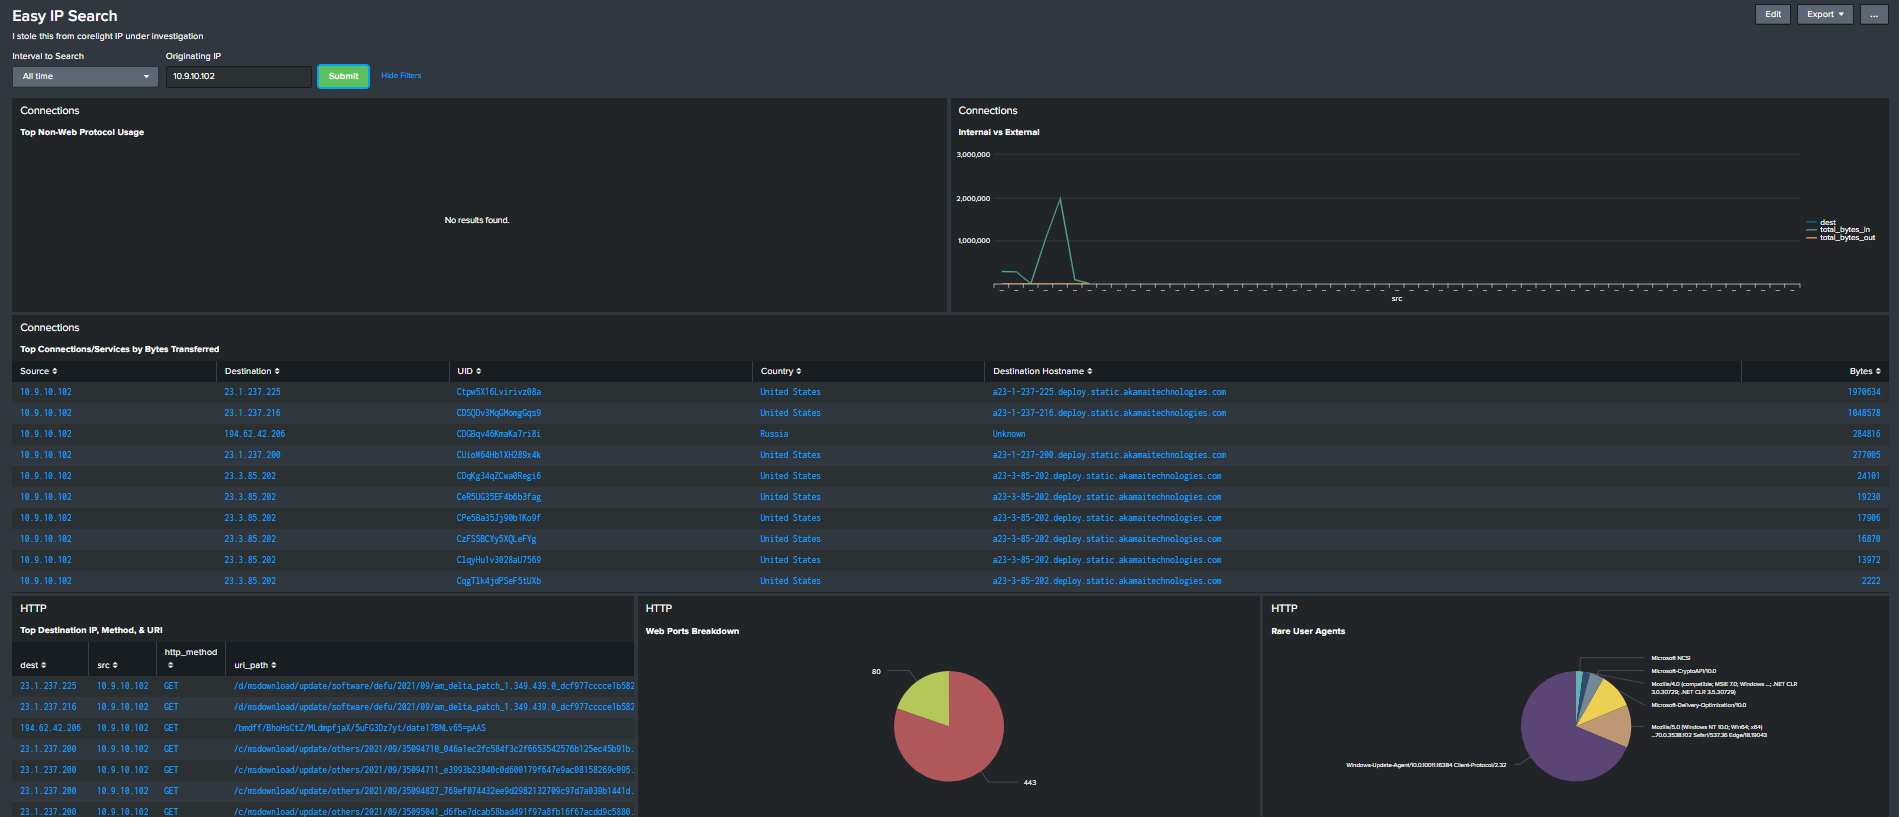 Easy IP Search
Edit Export ...
I stole this from corelight IP under investigation
Interval to Search Originating IP
All time 10.9.10.102 Submit Hide Filters
Connections
Top Non-Web Protocol Usage
No results found.
Connections
Internal vs External
3,000,000
2,000,000
1,000,000
dest
total_bytes_in
total_bytes_out
src
Connections
Top Connections/Services by Bytes Transferred
Source Destination UID Country Destination Hostname Bytes
10.9.10.102 23.1.237.225 Ctpw5X16Lvirivz08a United States a23-1-237-225.deploy.static.akamaitechnologies.com 1970634
10.9.10.102 23.1.237.216 CDSQDv3MqGMomgGqs9 United States a23-1-237-216.deploy.static.akamaitechnologies.com 1048578
10.9.10.102 194.62.42.206 CDGBqv46KmaKa7ri8i Russia Unknown 284816
10.9.10.102 23.1.237.200 CUioW64Hb1XH289x4k United States a23-1-237-200.deploy.static.akamaitechnologies.com 277005
10.9.10.102 23.3.85.202 CDqKg34qZCwa0Regi6 United States a23-3-85-202.deploy.static.akamaitechnologies.com 24101
10.9.10.102 23.3.85.202 CeR5UG35EF4b6b3fag United States a23-3-85-202.deploy.static.akamaitechnologies.com 19230
10.9.10.102 23.3.85.202 CPe5Ba35Jj90b1Ko9f United States a23-3-85-202.deploy.static.akamaitechnologies.com 17906
10.9.10.102 23.3.85.202 CzFSSBCYy5XQLeFYg United States a23-3-85-202.deploy.static.akamaitechnologies.com 16870
10.9.10.102 23.3.85.202 ClqyHu1v3028aU7569 United States a23-3-85-202.deploy.static.akamaitechnologies.com 13972
10.9.10.102 23.3.85.202 CqgTlk4jdPSeF5tUXb United States a23-3-85-202.deploy.static.akamaitechnologies.com 2222
HTTP
Top Destination IP, Method, & URI
dest src http_method uri_path
23.1.237.225 10.9.10.102 GET /d/msdownload/update/software/defu/2021/09/am_delta_patch_1.349.439.0_dcf977cccce1b582
23.1.237.216 10.9.10.102 GET /d/msdownload/update/software/defu/2021/09/am_delta_patch_1.349.439.0_dcf977cccce1b582
194.62.42.206 10.9.10.102 GET /bmdff/BhoHsCtZ/MLdmpfjaX/5uFG3Dz7yt/date1?BNLv65=pAAS
23.1.237.200 10.9.10.102 GET /c/msdownload/update/others/2021/09/35094710_046a1ec2fc584f3c2f6653542576b125ec45b91b.
23.1.237.200 10.9.10.102 GET /c/msdownload/update/others/2021/09/35094711_e3993b23840c0d600179f647e9ac08158269c095.
23.1.237.200 10.9.10.102 GET /c/msdownload/update/others/2021/09/35094827_769ef074432ee9d2982132709c97d7a039b1441d.
23.1.237.200 10.9.10.102 GET /c/msdownload/update/others/2021/09/35095041_d6fbe7dcab58bad491f97a8fb16f67acdd9c5880.
HTTP
Web Ports Breakdown
80
443
HTTP
Rare User Agents
Microsoft NCSI
Microsoft-CryptoAPI/10.0
Mozilla/4.0 (compatible; MSIE 7.0; Windows ...; .NET CLR
3.0.30729; .NET CLR 3.5.30729)
Microsoft-Delivery-Optimization/10.0
Mozilla/5.0 (Windows NT 10.0; Win64; x64)
...70.0.3538.102 Safari/537.36 Edge/18.19043
Windows-Update-Agent/10.0.10011.16384 Client-Protocol/2.32